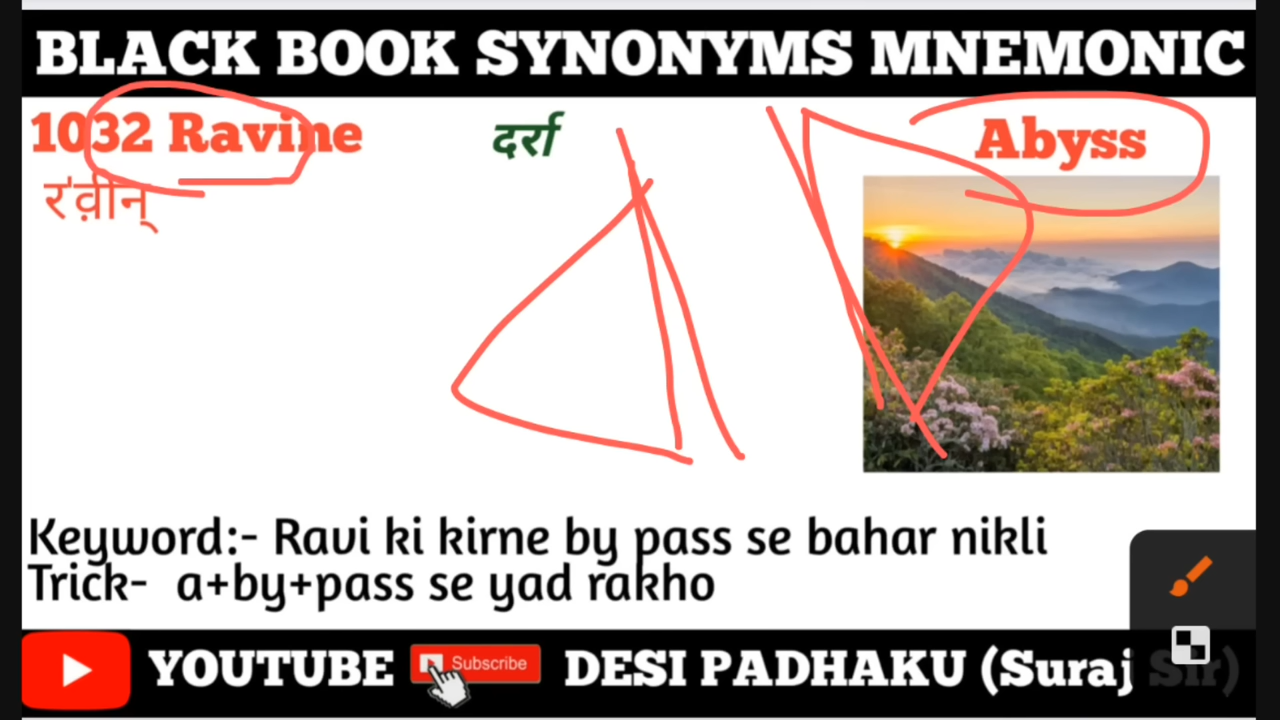 BLACK BOOK SYNONYMS MNEMONIC
1032 Ravine दर्रा Abyss
र'व़ीन्
Keyword:- Ravi ki kirne by pass se bahar nikli
Trick- a+by+pass se yad rakho
YOUTUBE Subscribe DESI PADHAKU (Suraj Sir)